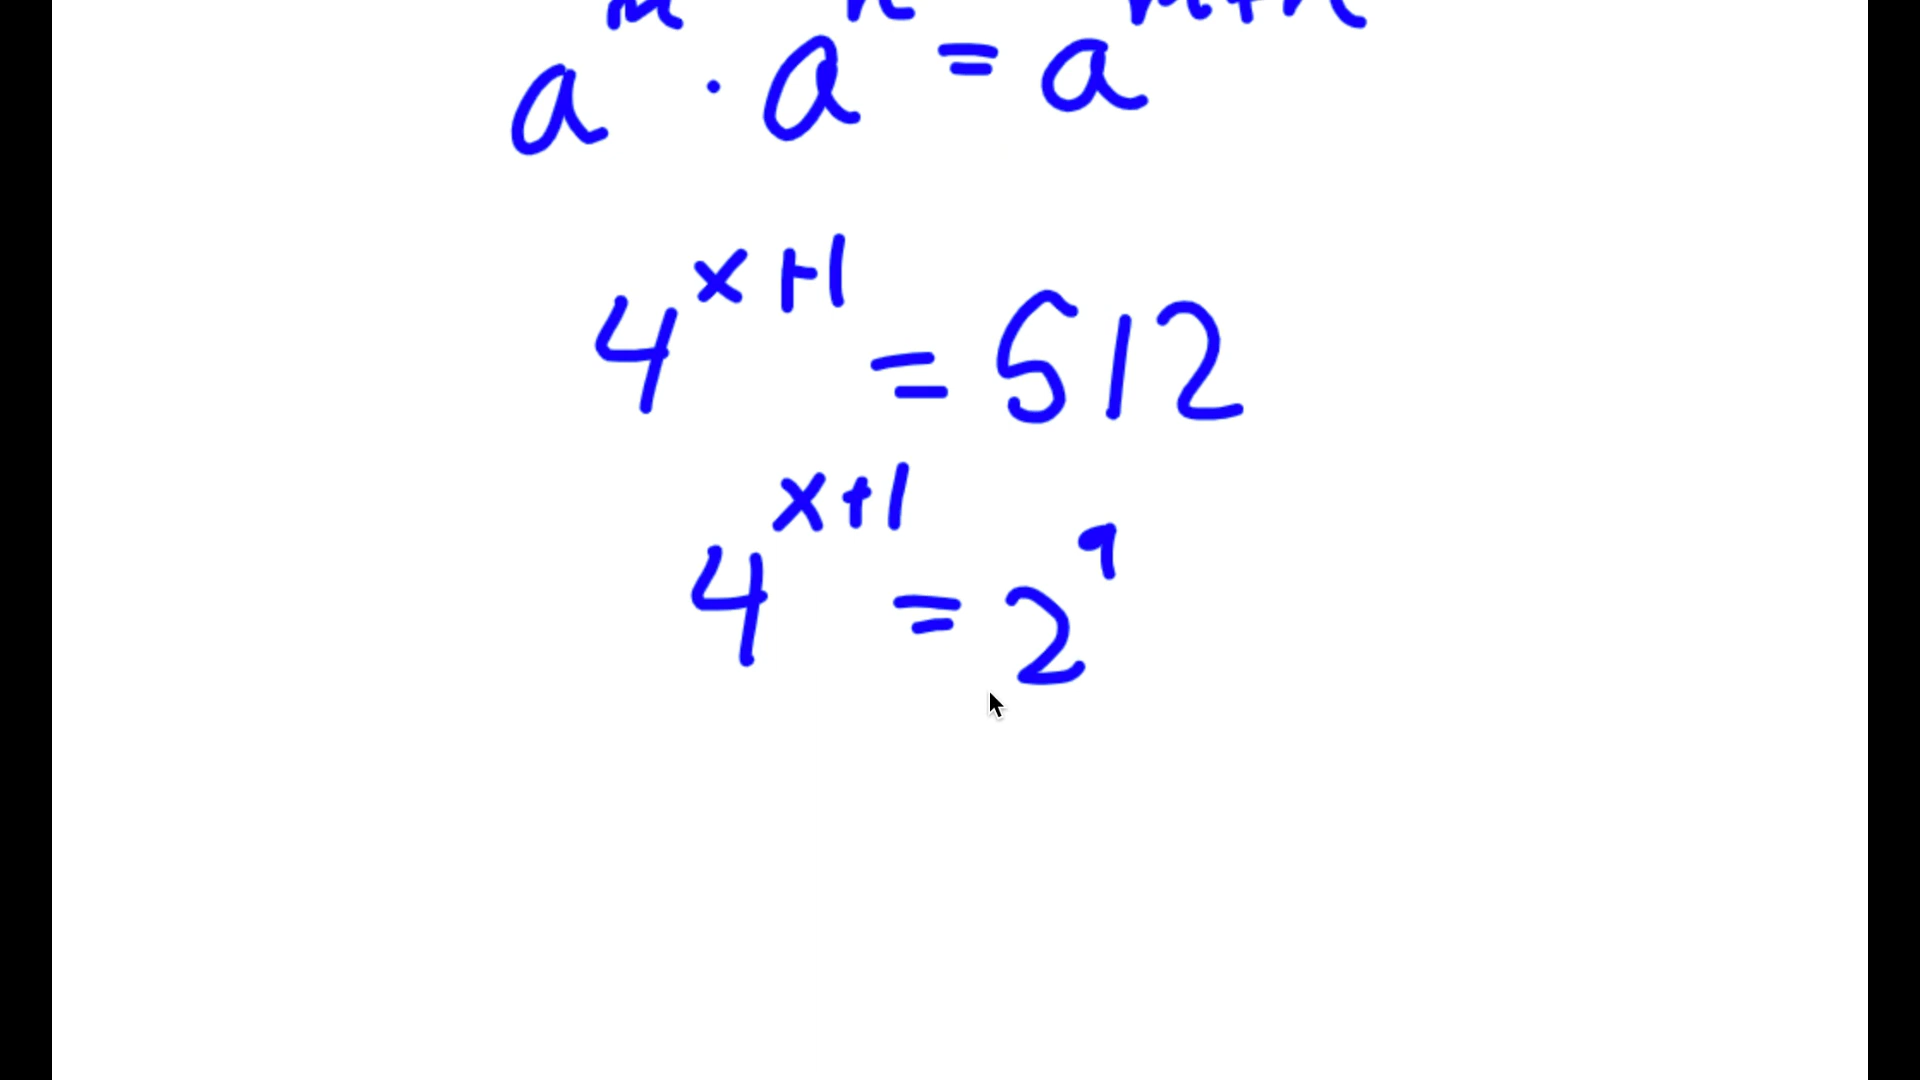 a^m · a^n = a^{m+n}
4^{x+1} = 512
4^{x+1} = 2^9